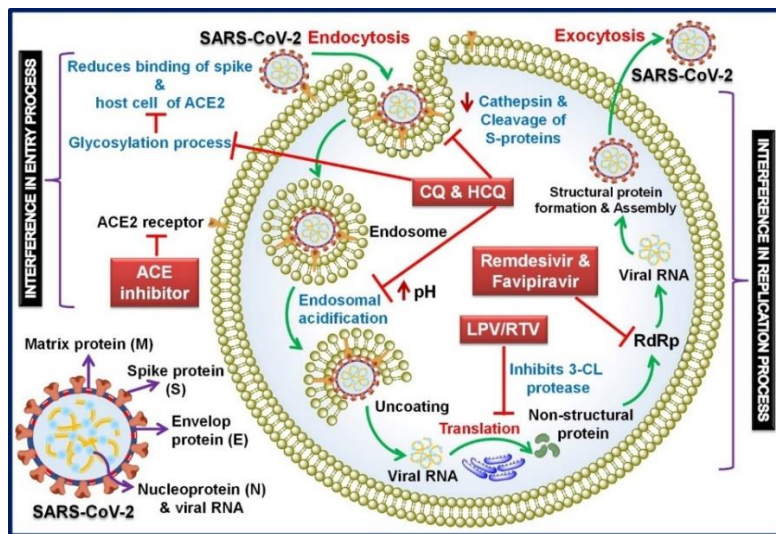 INTERFERENCE IN ENTRY PROCESS
SARS-CoV-2
Endocytosis
Exocytosis
SARS-CoV-2
Reduces binding of spike
&
host cell of ACE2
Glycosylation process
Cathepsin &
Cleavage of
S-proteins
CQ & HCQ
Structural protein
formation & Assembly
ACE2 receptor
ACE
inhibitor
Endosome
Endosomal
acidification
pH
Remdesivir &
Favipiravir
Viral RNA
LPV/RTV
RdRp
Inhibits 3-CL
protease
Uncoating
Translation
Non-structural
protein
Viral RNA
Matrix protein (M)
Spike protein
(S)
Envelop
protein (E)
Nucleoprotein (N)
& viral RNA
SARS-CoV-2
INTERFERENCE IN REPLICATION PROCESS